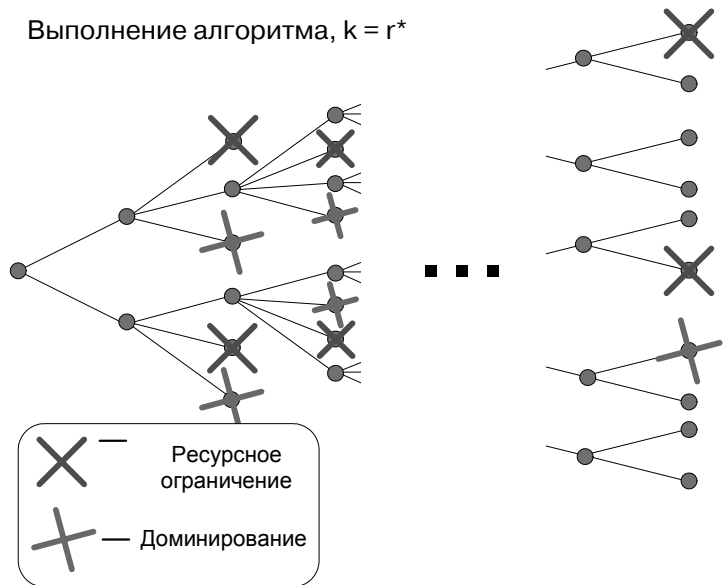 Выполнение алгоритма, k = r*
Ресурсное
ограничение
Доминирование